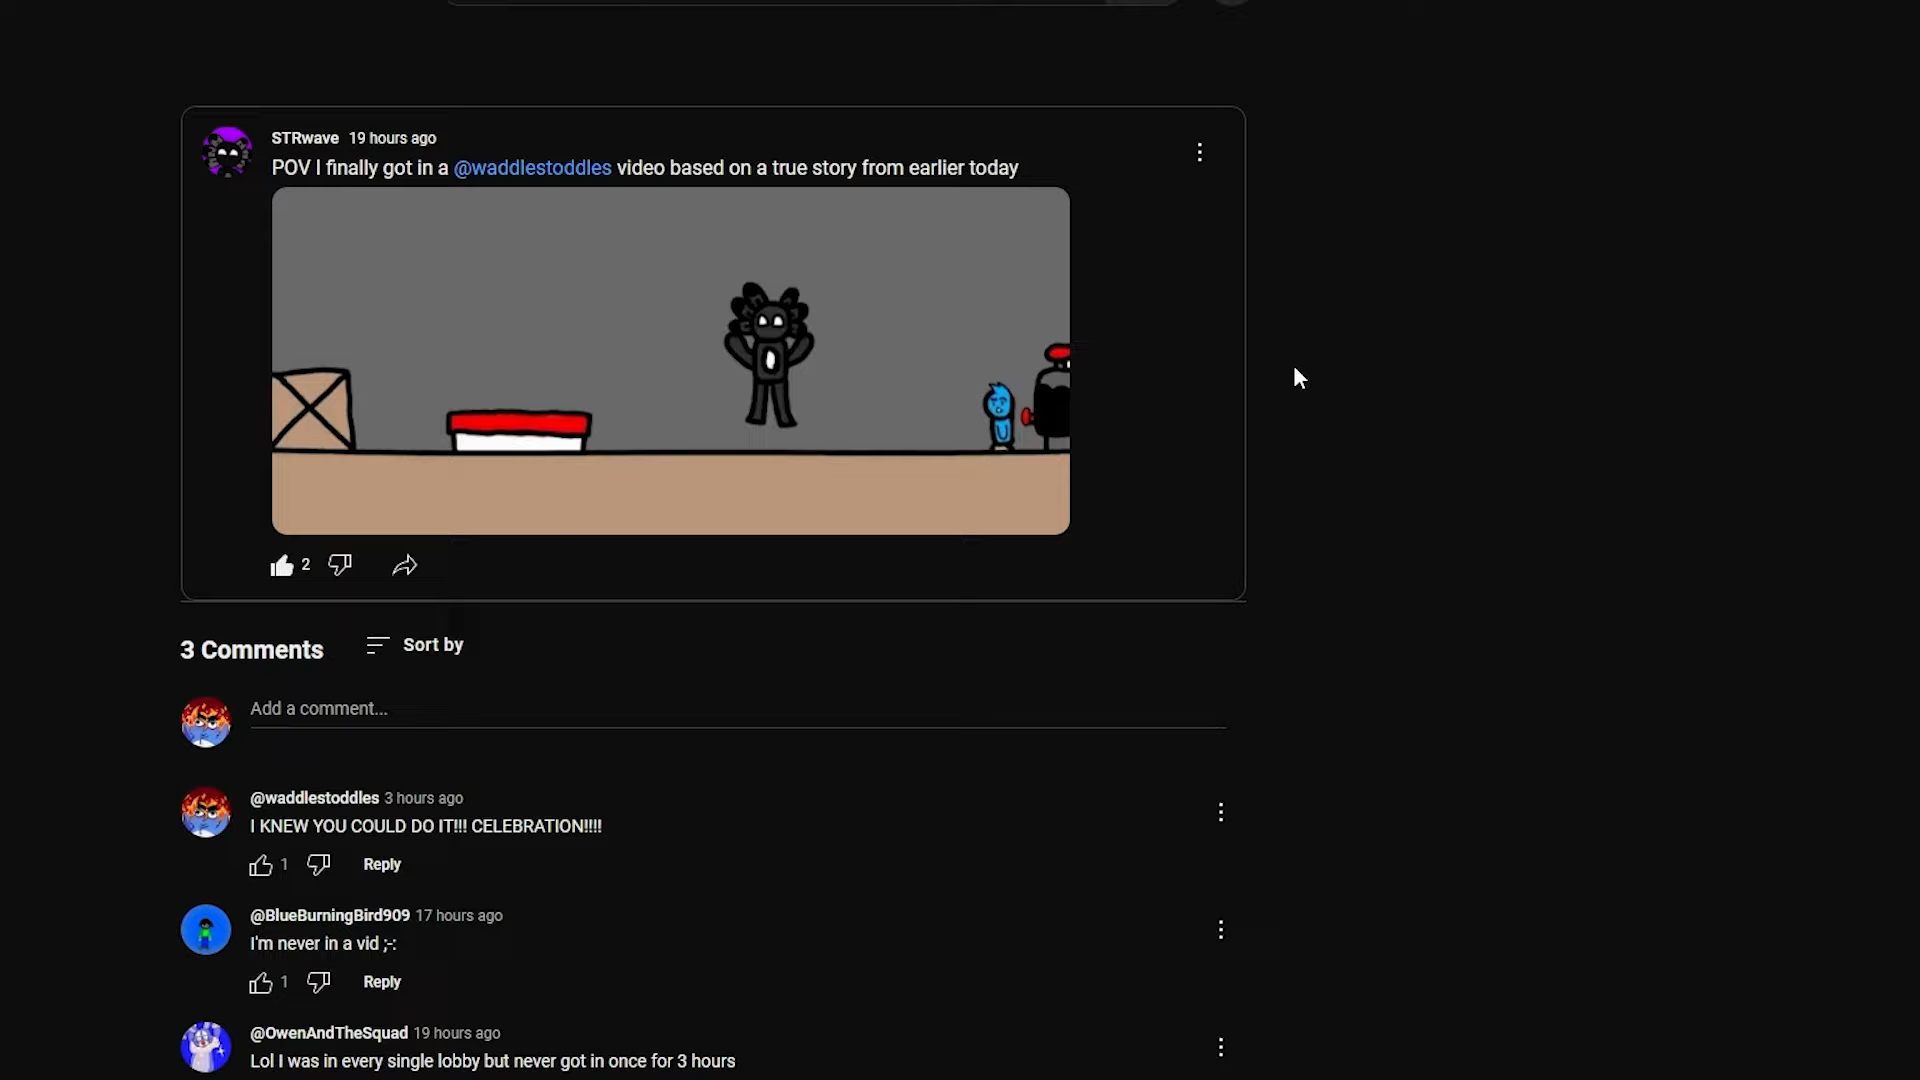 STRwave 19 hours ago
POV I finally got in a @waddlestoddles video based on a true story from earlier today
2
3 Comments Sort by
Add a comment...
@waddlestoddles 3 hours ago
I KNEW YOU COULD DO IT!!! CELEBRATION!!!!
1 Reply
@BlueBurningBird909 17 hours ago
I'm never in a vid ;-:
1 Reply
@OwenAndTheSquad 19 hours ago
Lol I was in every single lobby but never got in once for 3 hours